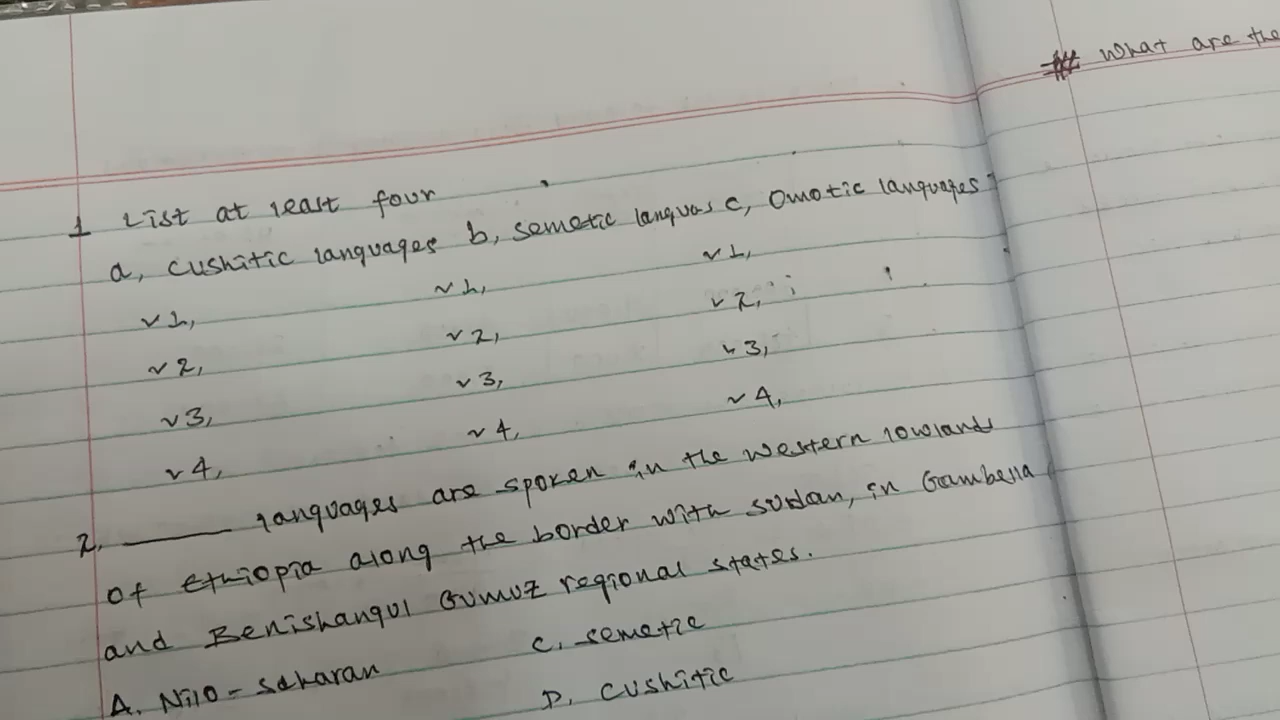 # What are the
1 List at least four
a, cushitic languages b, semetic languas c, Omotic languages
✓1, ✓1, ✓1,
✓2, ✓2, ✓2,
✓3, ✓3, ✓3,
✓4, ✓4, ✓4,
2. ______ languages are spoken in the western lowlands
of Ethiopia along the border with sudan, in Gambella
and Benishangul Gumuz regional states.
A. Nilo-saharan C. semetic
D. cushitic